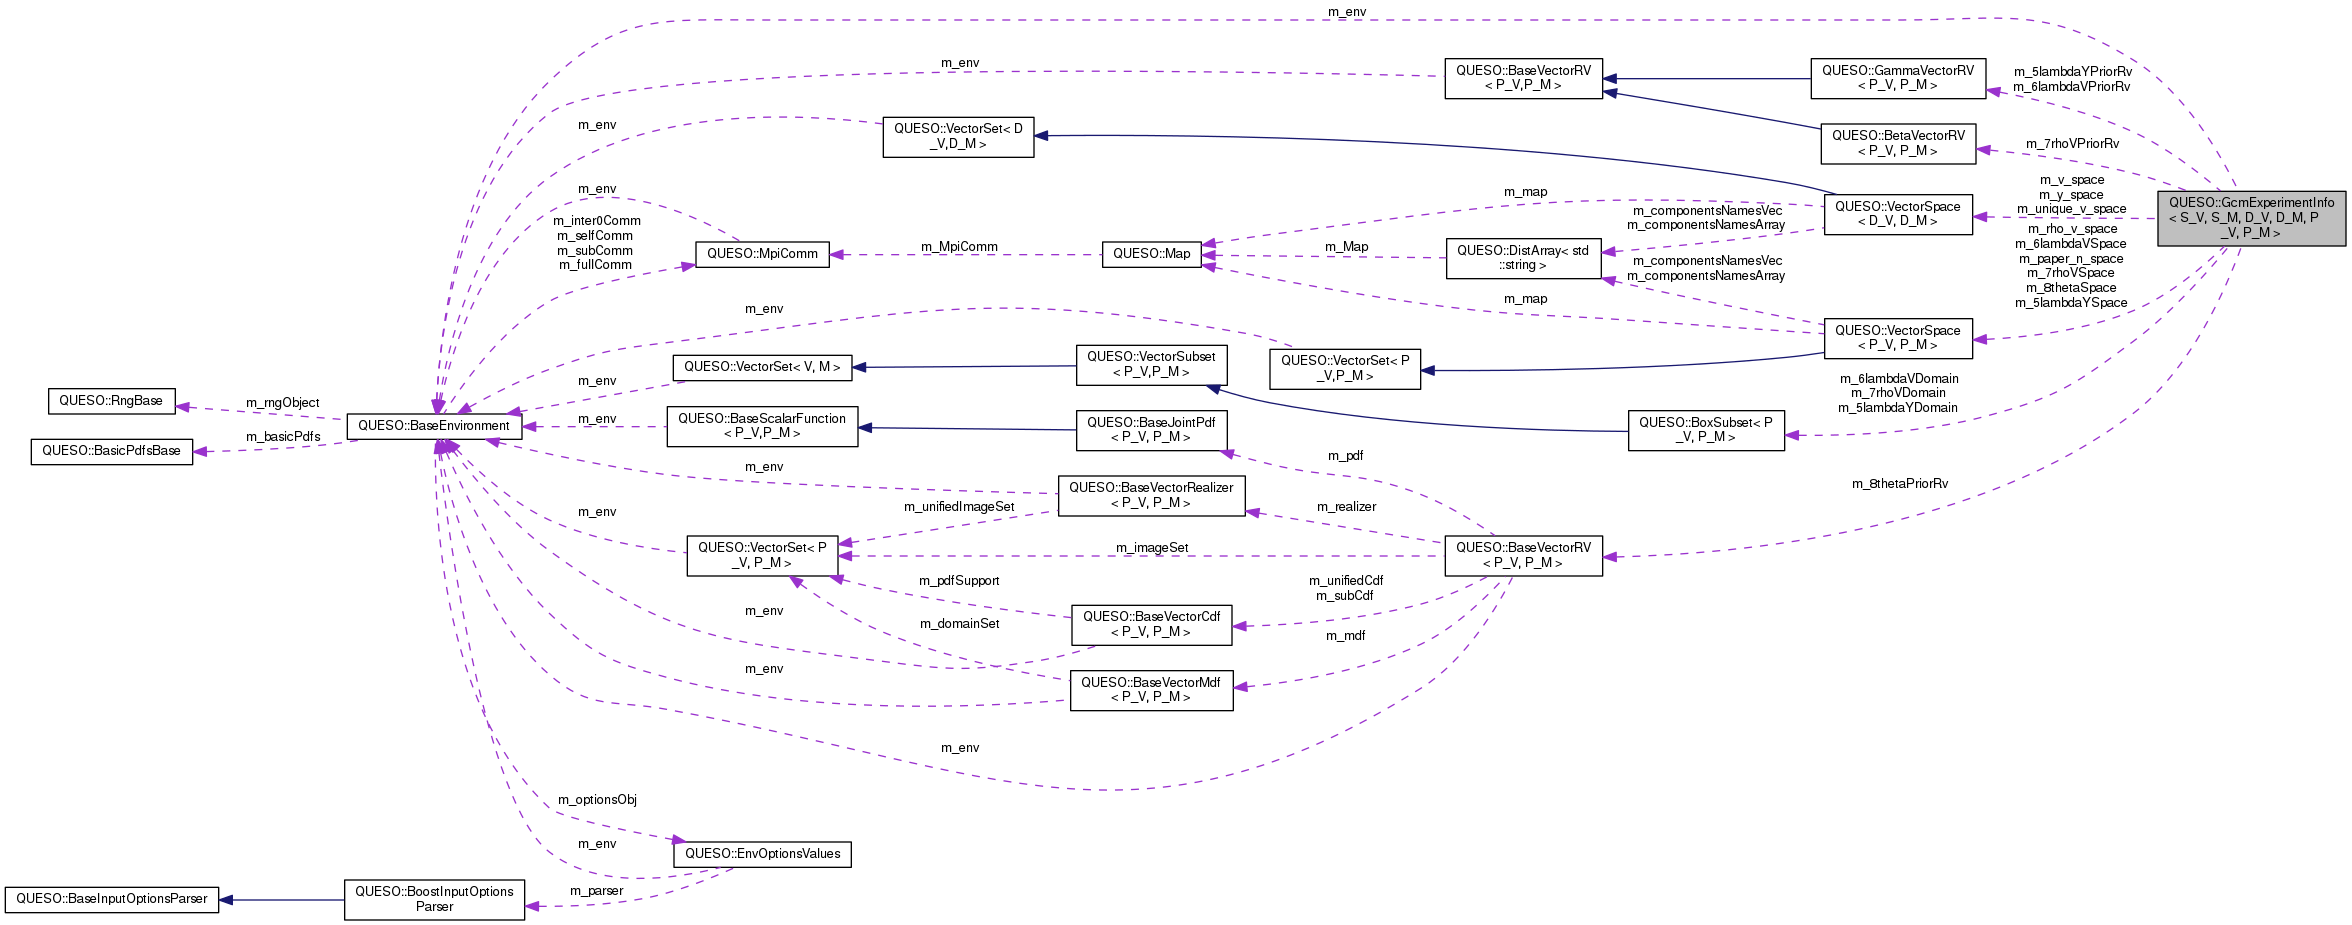 m_env
m_env
QUESO::BaseVectorRV
< P_V,P_M >
QUESO::GammaVectorRV
< P_V, P_M >
m_5lambdaYPriorRv
m_6lambdaVPriorRv
m_env
QUESO::VectorSet< D
_V,D_M >
QUESO::BetaVectorRV
< P_V, P_M >
m_7rhoVPriorRv
m_env
m_map
QUESO::VectorSpace
< D_V, D_M >
m_v_space
m_y_space
m_unique_v_space
QUESO::GcmExperimentInfo
< S_V, S_M, D_V, D_M, P
_V, P_M >
m_inter0Comm
m_selfComm
m_subComm
m_fullComm
QUESO::MpiComm
m_MpiComm
QUESO::Map
m_Map
QUESO::DistArray< std
::string >
m_componentsNamesVec
m_componentsNamesArray
m_componentsNamesVec
m_componentsNamesArray
m_rho_v_space
m_6lambdaVSpace
m_paper_n_space
m_7rhoVSpace
m_8thetaSpace
m_5lambdaYSpace
m_env
m_map
QUESO::VectorSpace
< P_V, P_M >
QUESO::VectorSet< V, M >
QUESO::VectorSubset
< P_V,P_M >
QUESO::VectorSet< P
_V,P_M >
m_env
QUESO::RngBase
m_rngObject
QUESO::BaseEnvironment
m_env
QUESO::BaseScalarFunction
< P_V,P_M >
QUESO::BaseJointPdf
< P_V, P_M >
QUESO::BoxSubset< P
_V, P_M >
m_6lambdaVDomain
m_7rhoVDomain
m_5lambdaYDomain
QUESO::BasicPdfsBase
m_basicPdfs
m_env
m_pdf
QUESO::BaseVectorRealizer
< P_V, P_M >
m_8thetaPriorRv
m_env
m_unifiedImageSet
m_realizer
QUESO::VectorSet< P
_V, P_M >
m_imageSet
QUESO::BaseVectorRV
< P_V, P_M >
m_pdfSupport
m_unifiedCdf
m_subCdf
m_env
m_domainSet
QUESO::BaseVectorCdf
< P_V, P_M >
m_mdf
m_env
QUESO::BaseVectorMdf
< P_V, P_M >
m_env
m_optionsObj
m_env
QUESO::EnvOptionsValues
QUESO::BaseInputOptionsParser
QUESO::BoostInputOptions
Parser
m_parser